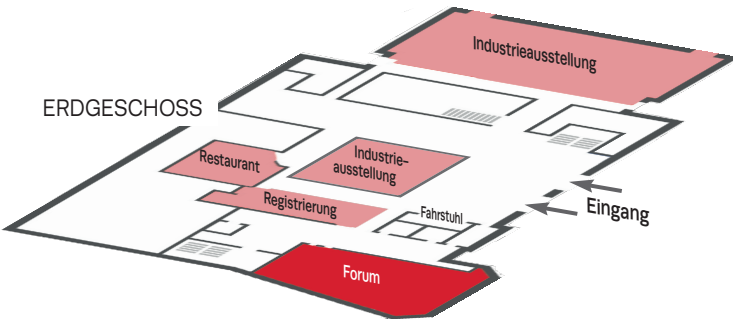 Industrieausstellung
ERDGESCHOSS
Restaurant
Industrie-
ausstellung
Registrierung
Fahrstuhl
Eingang
Forum